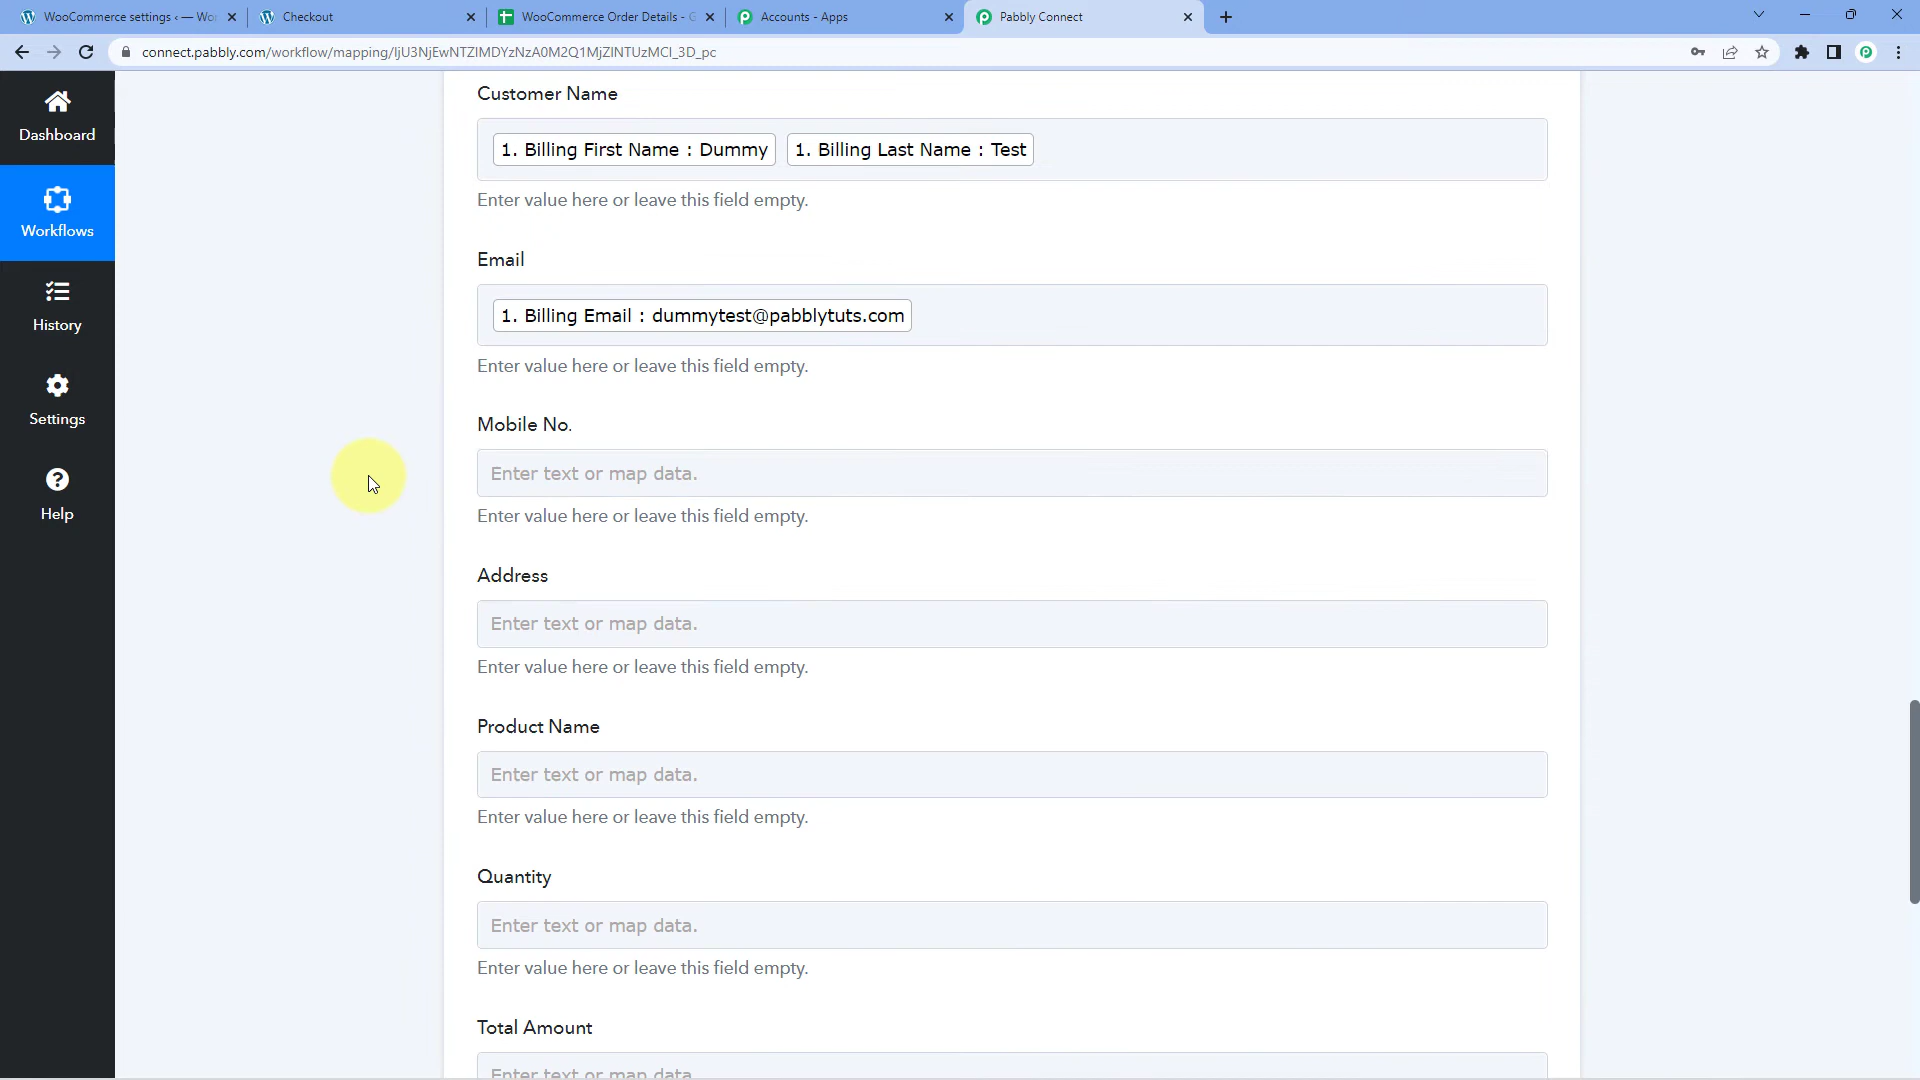 WooCommerce settings ‹ — Wo
Checkout
WooCommerce Order Details - G
Accounts - Apps
Pabbly Connect
connect.pabbly.com/workflow/mapping/IjU3NjEwNTZIMDYzNzA0M2Q1MjZINTUzMCI_3D_pc
Dashboard
Workflows
History
Settings
Help
Customer Name
1. Billing First Name : Dummy
1. Billing Last Name : Test
Enter value here or leave this field empty.
Email
1. Billing Email : dummytest@pabblytuts.com
Enter value here or leave this field empty.
Mobile No.
Enter text or map data.
Enter value here or leave this field empty.
Address
Enter text or map data.
Enter value here or leave this field empty.
Product Name
Enter text or map data.
Enter value here or leave this field empty.
Quantity
Enter text or map data.
Enter value here or leave this field empty.
Total Amount
Enter text or map data.